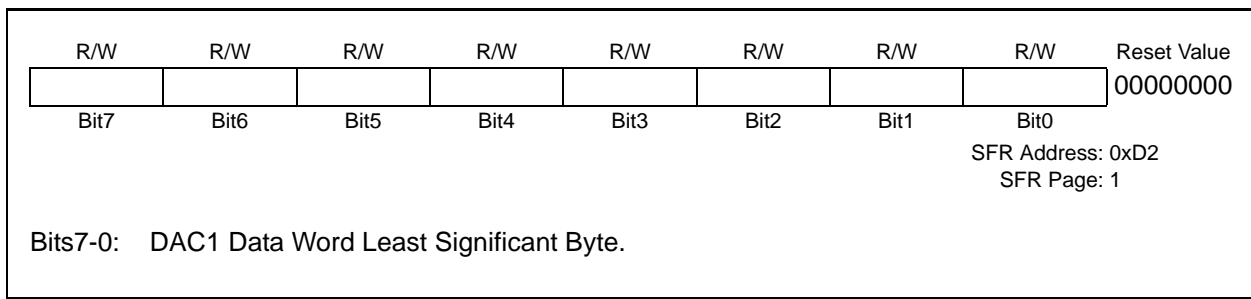 R/W R/W R/W R/W R/W R/W R/W R/W Reset Value
00000000
Bit7 Bit6 Bit5 Bit4 Bit3 Bit2 Bit1 Bit0
SFR Address: 0xD2
SFR Page: 1
Bits7-0: DAC1 Data Word Least Significant Byte.